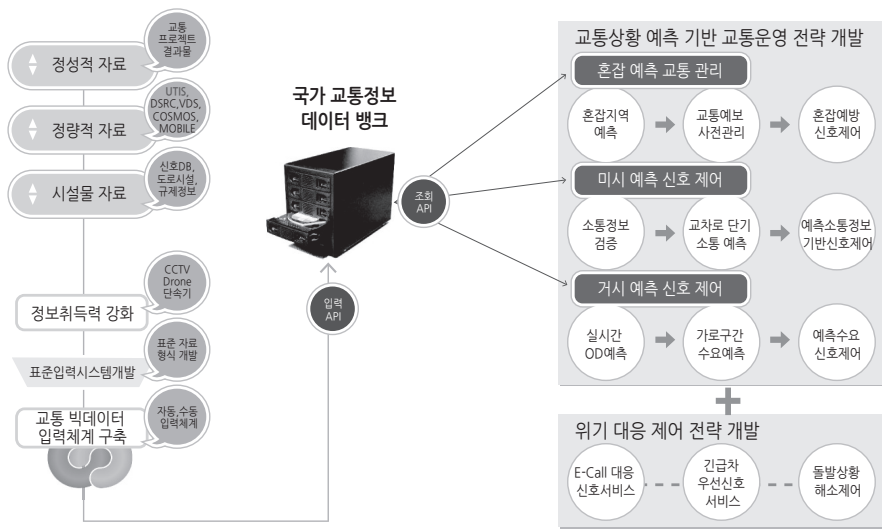 교통
프로젝트
결과물
정성적 자료
UTIS,
DSRC,VDS,
COSMOS,
MOBILE
정량적 자료
신호DB,
도로시설,
규제정보
시설물 자료
CCTV
Drone
단속기
정보취득력 강화
표준 자료
형식 개발
표준입력시스템개발
자동,수동
입력체계
교통 빅데이터
입력체계 구축
국가 교통정보
데이터 뱅크
조회
API
입력
API
교통상황 예측 기반 교통운영 전략 개발
혼잡 예측 교통 관리
혼잡지역
예측
교통예보
사전관리
혼잡예방
신호제어
미시 예측 신호 제어
소통정보
검증
교차로 단기
소통 예측
예측소통정보
기반신호제어
거시 예측 신호 제어
실시간
OD예측
가로구간
수요예측
예측수요
신호제어
위기 대응 제어 전략 개발
E-Call 대응
신호서비스
긴급차
우선신호
서비스
돌발상황
해소제어